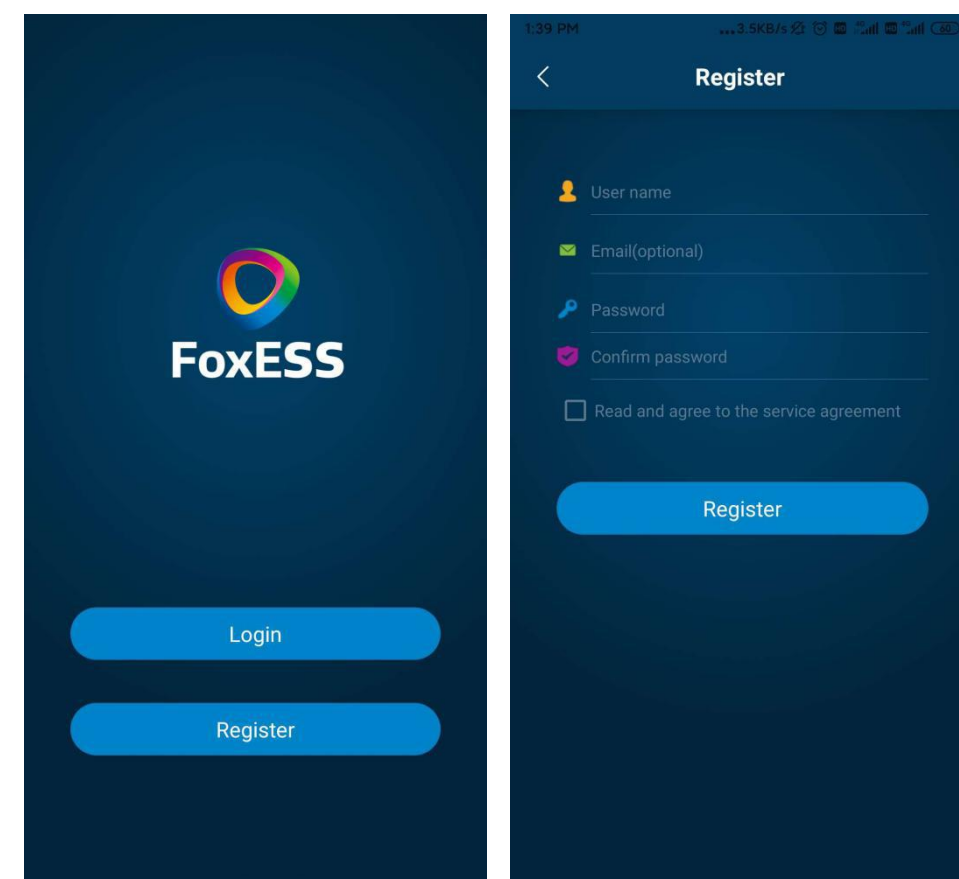 FoxESS
Login
Register
1:39 PM ...3.5KB/s 60
Register
User name
Email(optional)
Password
Confirm password
Read and agree to the service agreement
Register